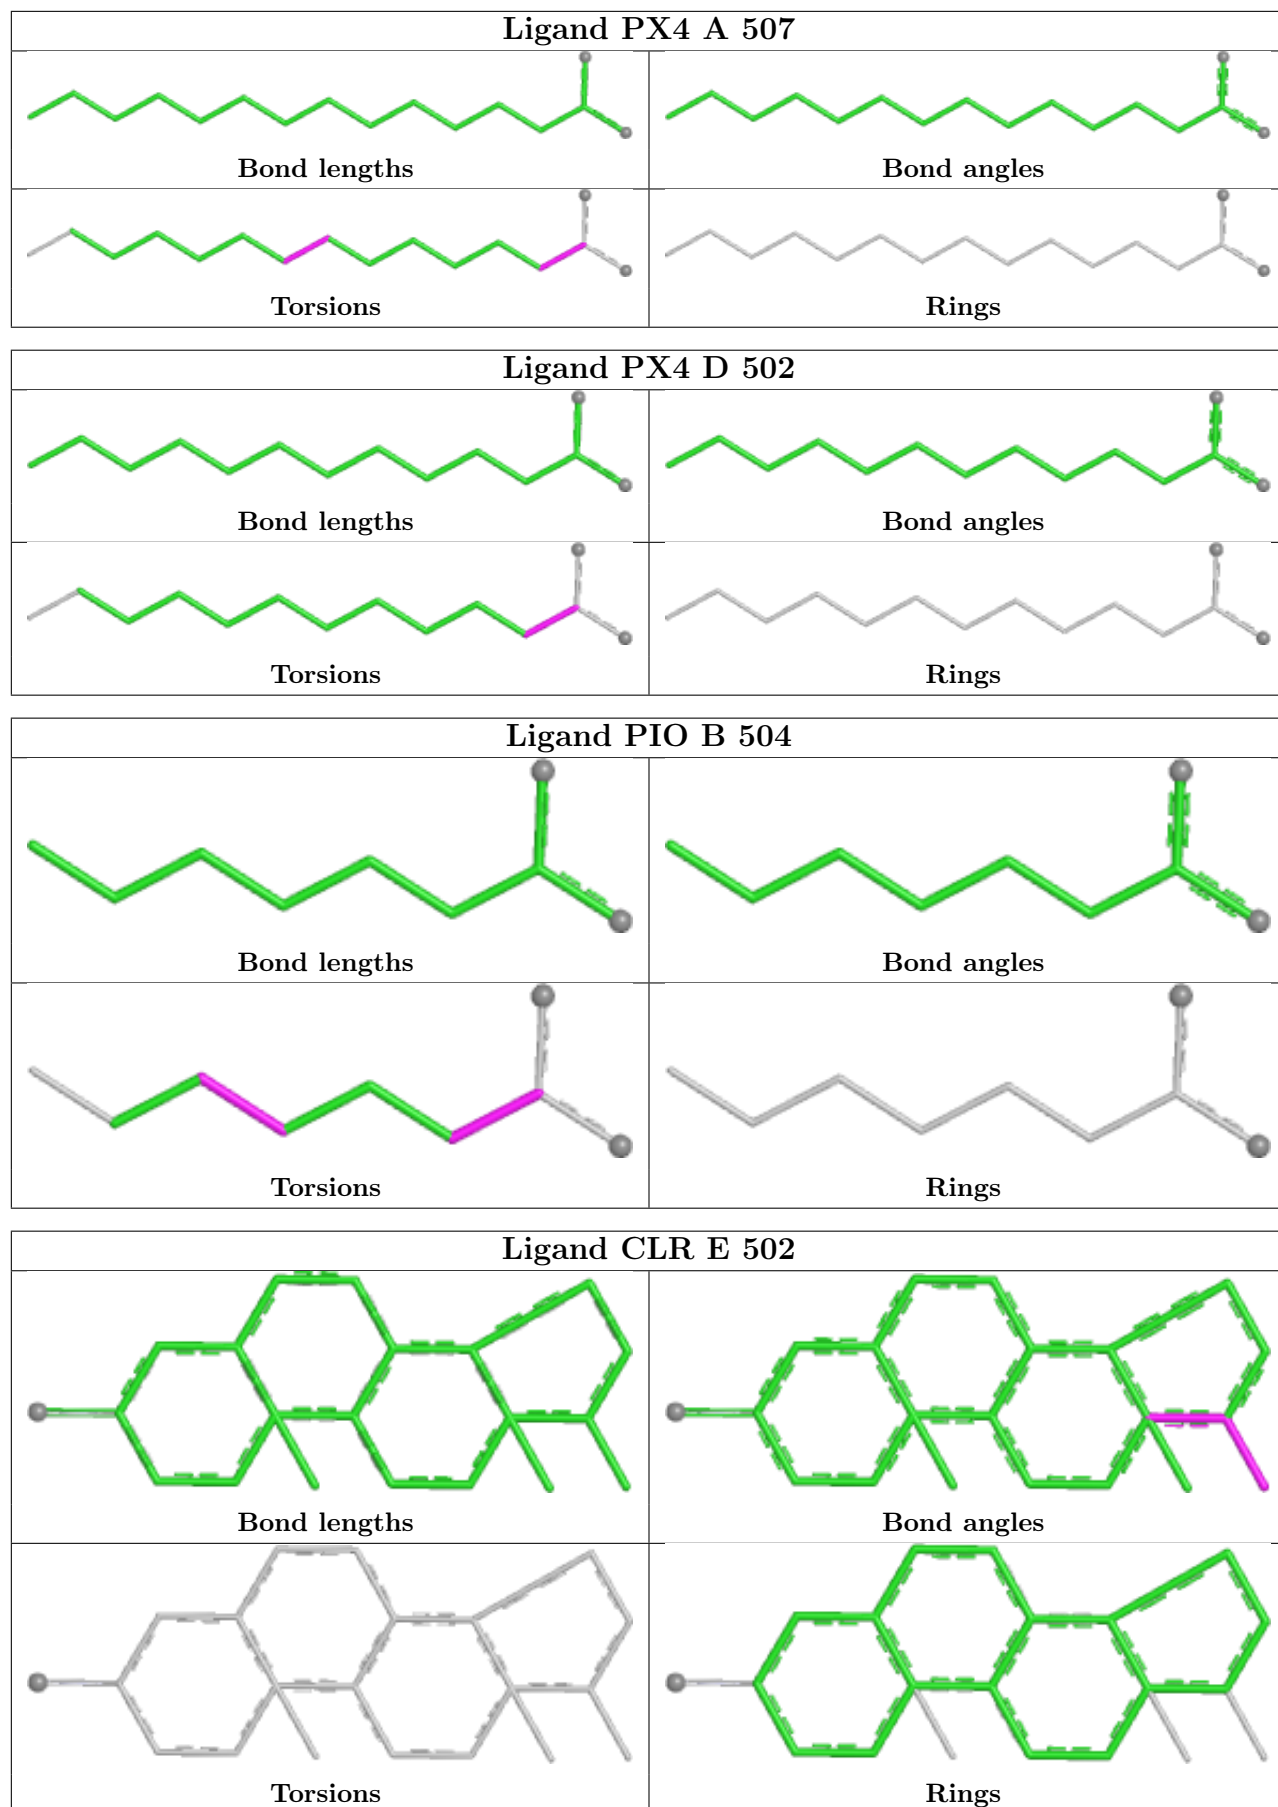 Ligand PX4 A 507
Bond lengths
Bond angles
Torsions
Rings
Ligand PX4 D 502
Bond lengths
Bond angles
Torsions
Rings
Ligand PIO B 504
Bond lengths
Bond angles
Torsions
Rings
Ligand CLR E 502
Bond lengths
Bond angles
Torsions
Rings